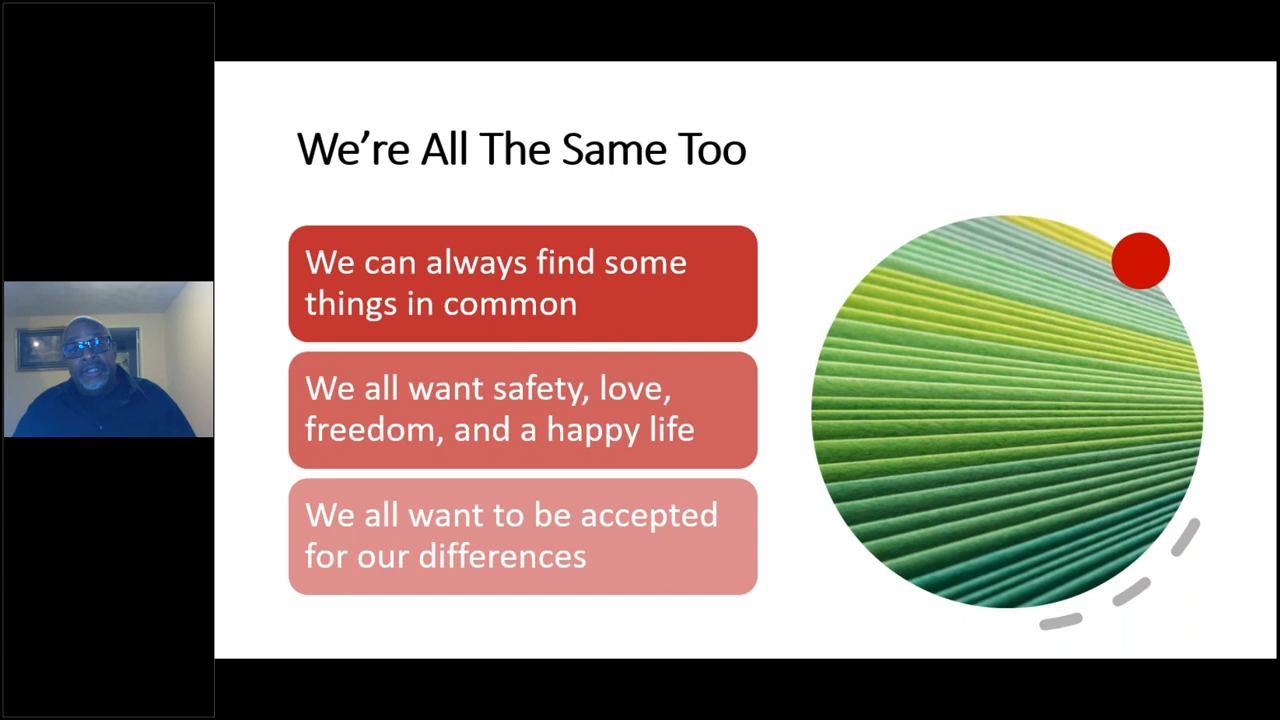 We're All The Same Too
We can always find some
things in common
We all want safety, love,
freedom, and a happy life
We all want to be accepted
for our differences